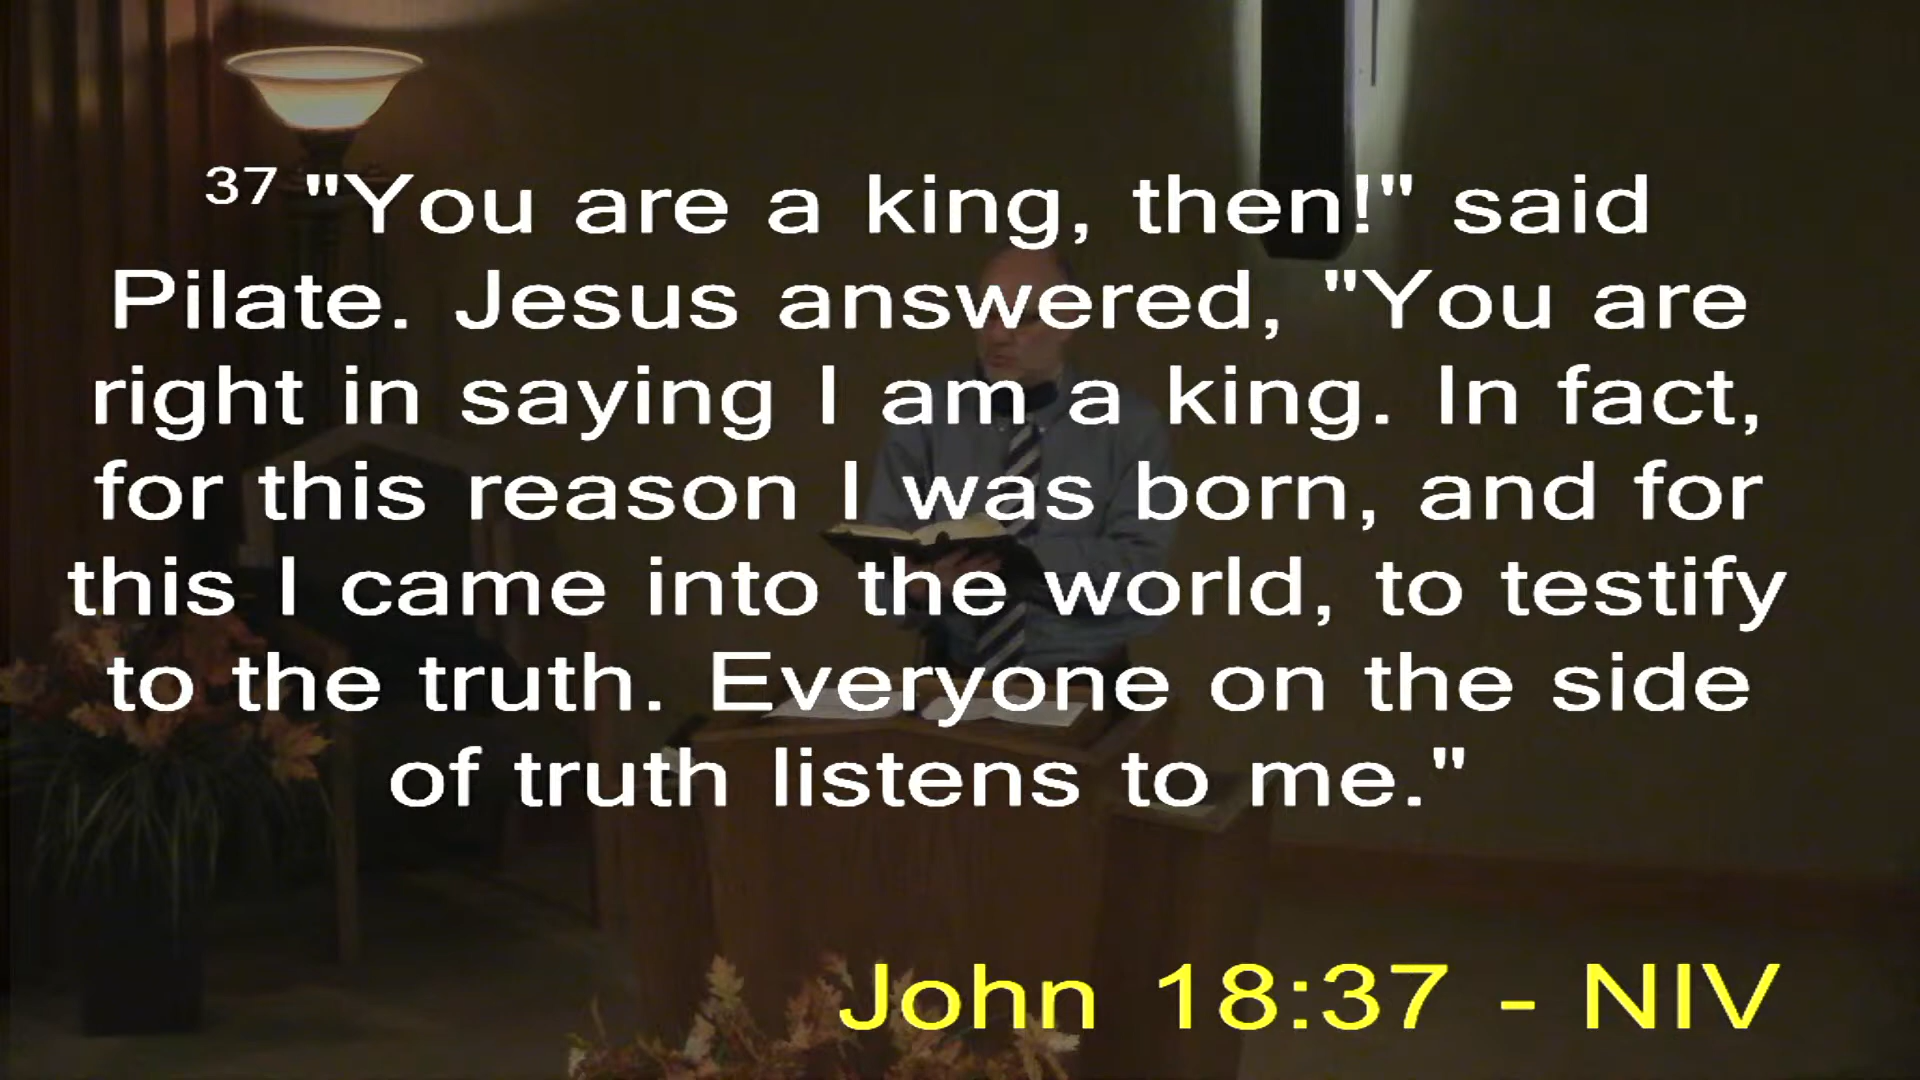 37 "You are a king, then!" said
Pilate. Jesus answered, "You are
right in saying I am a king. In fact,
for this reason I was born, and for
this I came into the world, to testify
to the truth. Everyone on the side
of truth listens to me."
John 18:37 - NIV